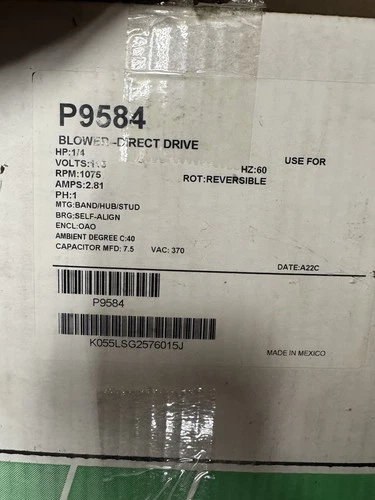 P9584
BLOWER-DIRECT DRIVE
HP:1/4
USE FOR
VOLTS:115
HZ:60
RPM:1075
ROT:REVERSIBLE
AMPS:2.81
PH:1
MTG:BAND/HUB/STUD
BRG:SELF-ALIGN
ENCL:OAO
AMBIENT DEGREE C:40
CAPACITOR MFD: 7.5 VAC: 370
DATE:A22C
P9584
K055LSG2576015J
MADE IN MEXICO